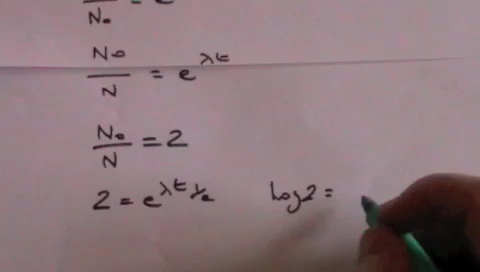 N₀/N = e^λt
N₀/N = 2
2 = e^λt½ log2 =